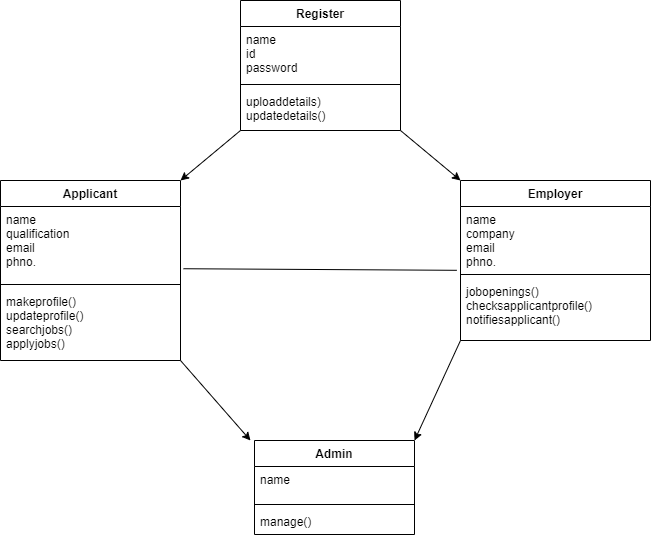 Register
name
id
password
uploaddetails)
updatedetails()
Applicant
name
qualification
email
phno.
makeprofile()
updateprofile()
searchjobs()
applyjobs()
Employer
name
company
email
phno.
jobopenings()
checksapplicantprofile()
notifiesapplicant()
Admin
name
manage()